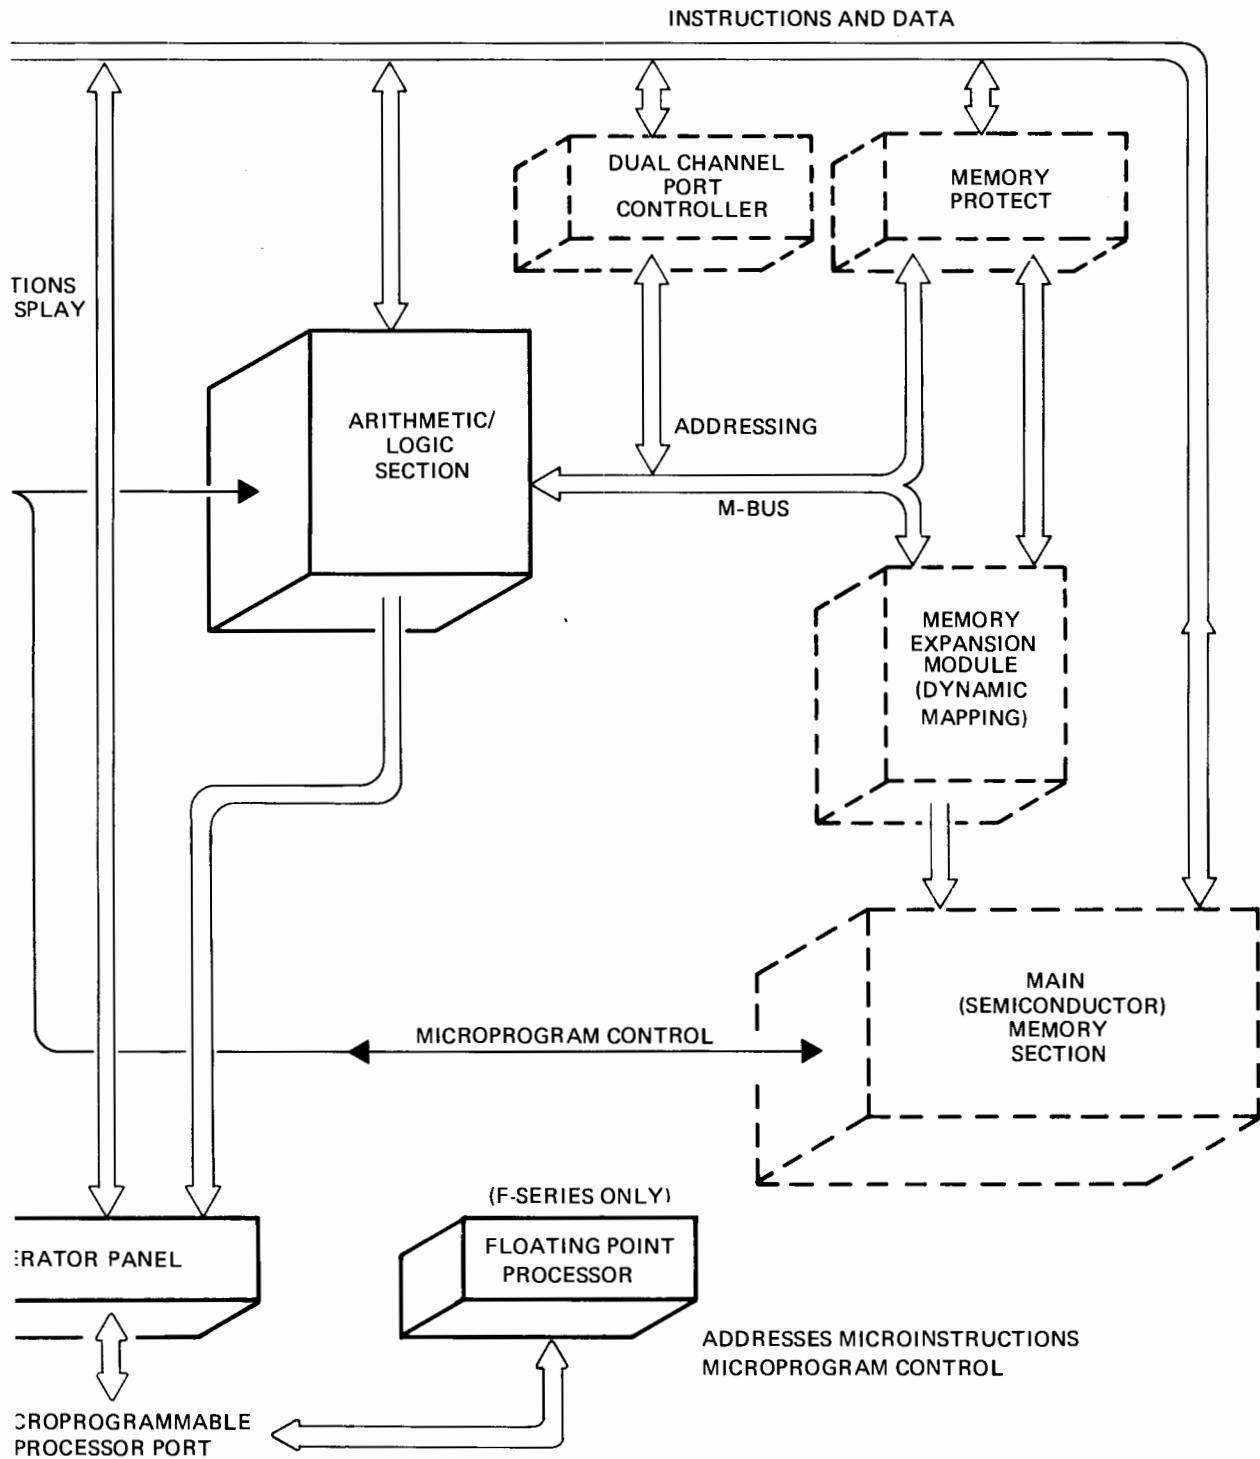 INSTRUCTIONS AND DATA
DUAL CHANNEL
PORT
CONTROLLER
MEMORY
PROTECT
TIONS
SPLAY
ARITHMETIC/
LOGIC
SECTION
ADDRESSING
M-BUS
MEMORY
EXPANSION
MODULE
(DYNAMIC
MAPPING)
MAIN
(SEMICONDUCTOR)
MEMORY
SECTION
MICROPROGRAM CONTROL
(F-SERIES ONLY)
ERATOR PANEL
FLOATING POINT
PROCESSOR
ADDRESSES MICROINSTRUCTIONS
MICROPROGRAM CONTROL
CROPROGRAMMABLE
PROCESSOR PORT